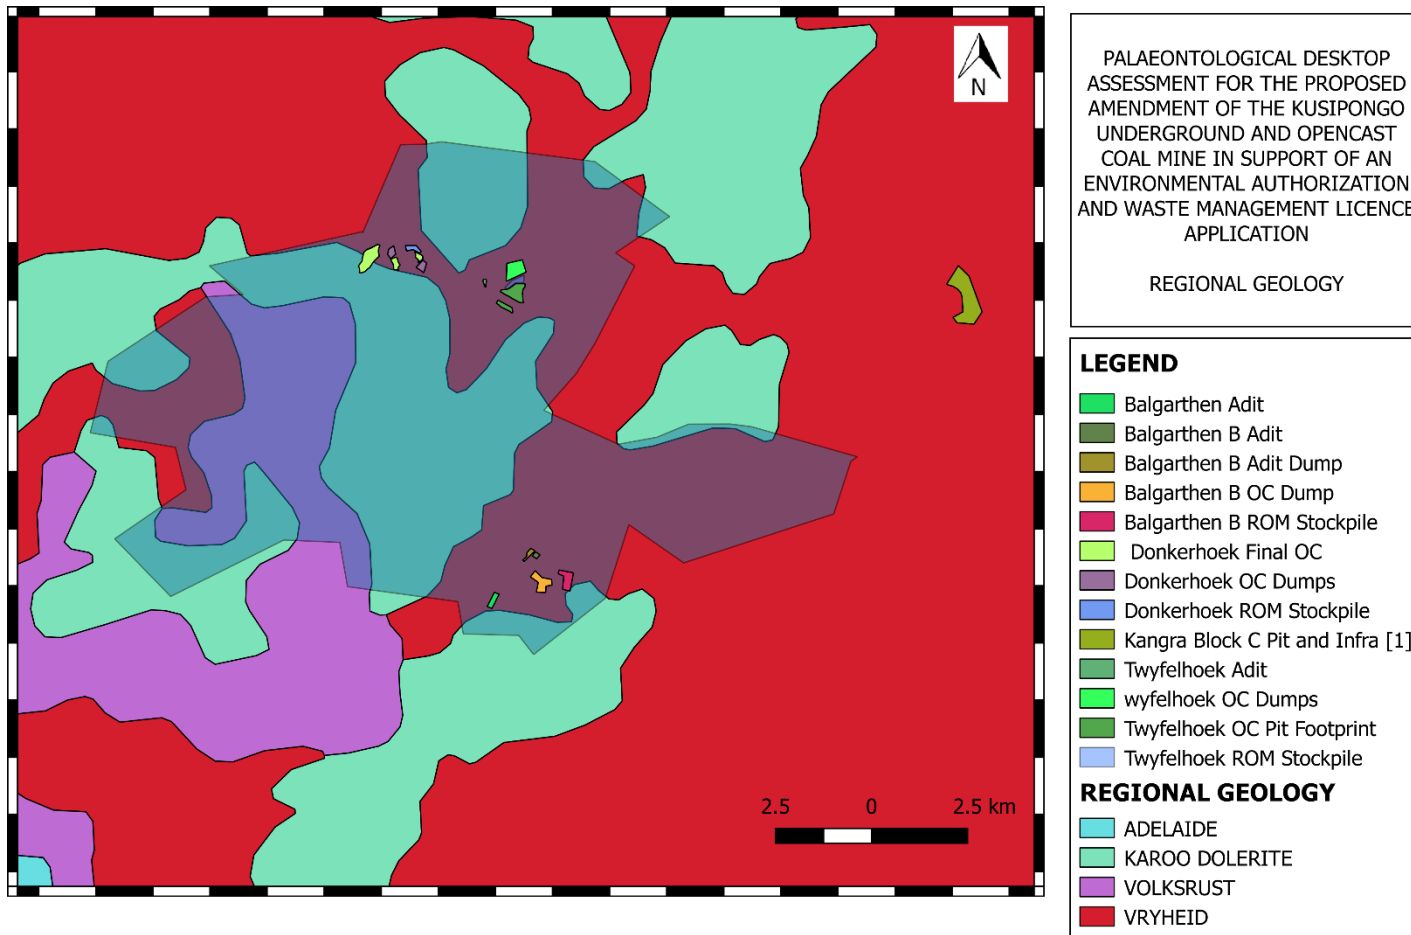 N
2.5 0 2.5 km
PALAEONTOLOGICAL DESKTOP
ASSESSMENT FOR THE PROPOSED
AMENDMENT OF THE KUSIPONGO
UNDERGROUND AND OPENCAST
COAL MINE IN SUPPORT OF AN
ENVIRONMENTAL AUTHORIZATION
AND WASTE MANAGEMENT LICENCE
APPLICATION
REGIONAL GEOLOGY
LEGEND
Balgarthen Adit
Balgarthen B Adit
Balgarthen B Adit Dump
Balgarthen B OC Dump
Balgarthen B ROM Stockpile
Donkerhoek Final OC
Donkerhoek OC Dumps
Donkerhoek ROM Stockpile
Kangra Block C Pit and Infra [1]
Twyfelhoek Adit
wyfelhoek OC Dumps
Twyfelhoek OC Pit Footprint
Twyfelhoek ROM Stockpile
REGIONAL GEOLOGY
ADELAIDE
KAROO DOLERITE
VOLKSRUST
VRYHEID